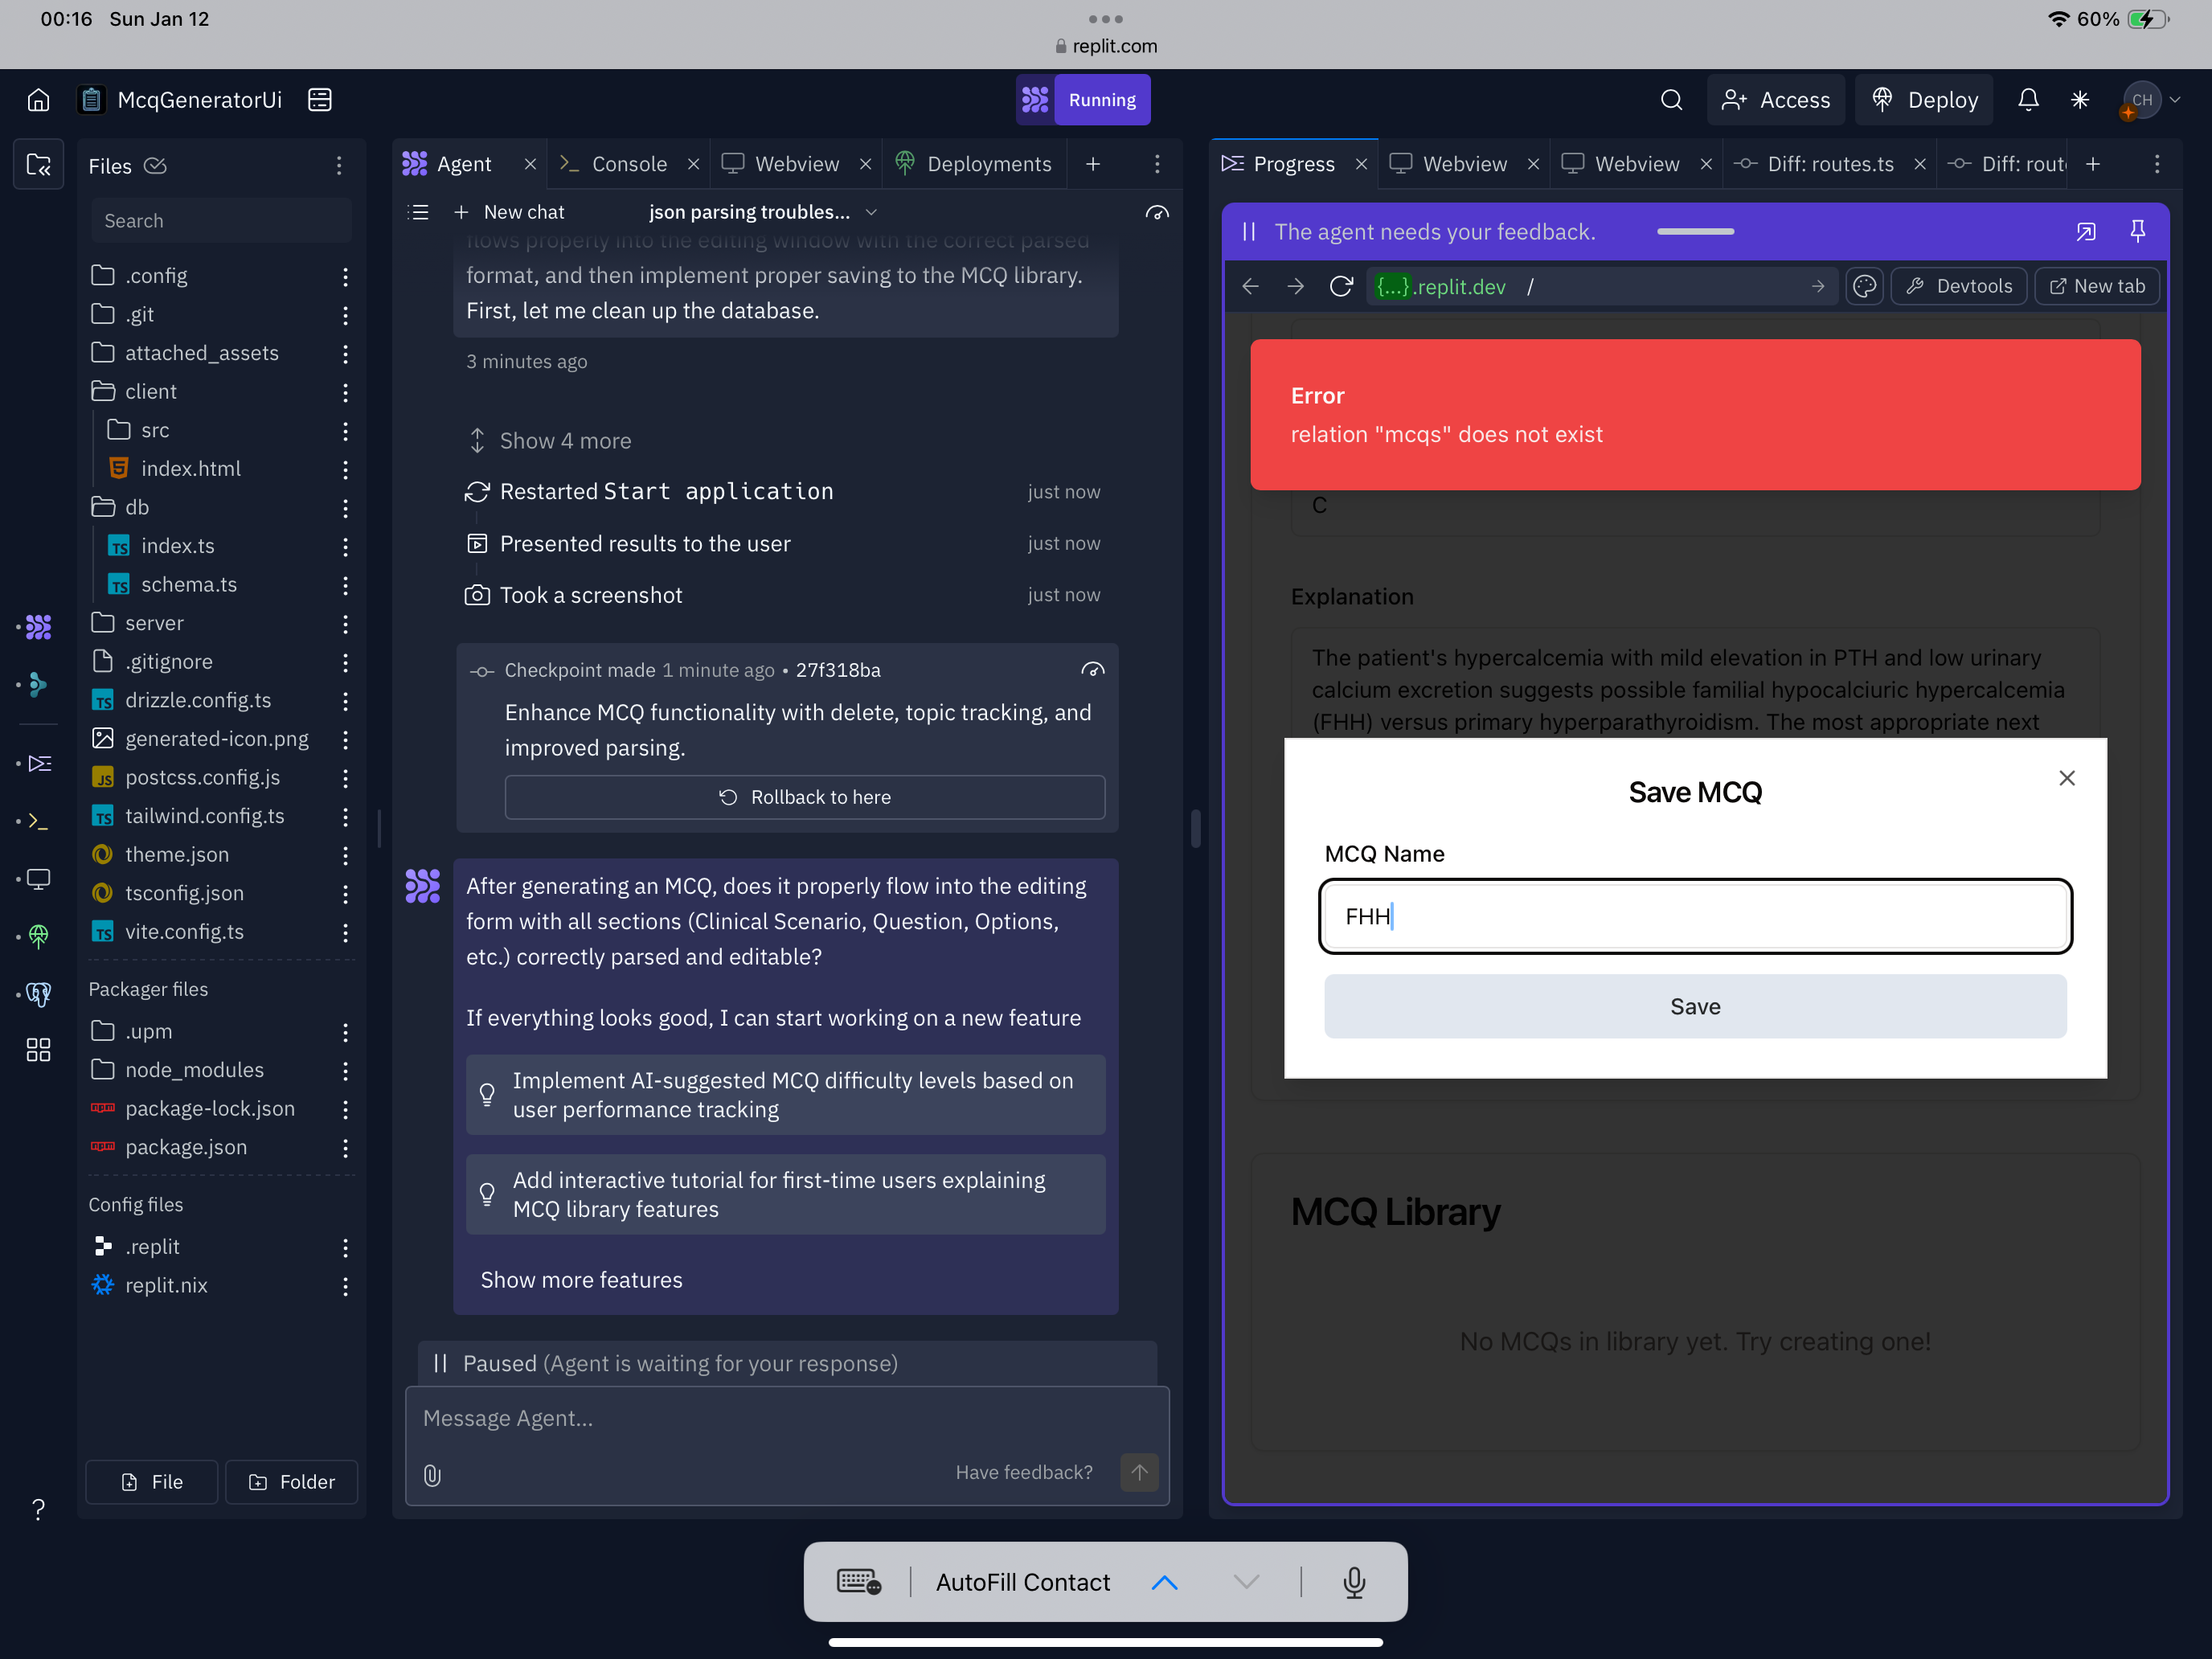 00:16 Sun Jan 12
replit.com
60%
McqGeneratorUi
Running
Access
Deploy
CH
Files
Search
.config
.git
attached_assets
client
src
index.html
db
index.ts
schema.ts
server
.gitignore
drizzle.config.ts
generated-icon.png
postcss.config.js
tailwind.config.ts
theme.json
tsconfig.json
vite.config.ts
Packager files
.upm
node_modules
package-lock.json
package.json
Config files
.replit
replit.nix
File
Folder
Agent
Console
Webview
Deployments
New chat
json parsing troubles...
flows properly into the editing window with the correct parsed
format, and then implement proper saving to the MCQ library.
First, let me clean up the database.
3 minutes ago
Show 4 more
Restarted Start application just now
Presented results to the user just now
Took a screenshot just now
Checkpoint made 1 minute ago • 27f318ba
Enhance MCQ functionality with delete, topic tracking, and
improved parsing.
Rollback to here
After generating an MCQ, does it properly flow into the editing
form with all sections (Clinical Scenario, Question, Options,
etc.) correctly parsed and editable?
If everything looks good, I can start working on a new feature
Implement AI-suggested MCQ difficulty levels based on
user performance tracking
Add interactive tutorial for first-time users explaining
MCQ library features
Show more features
Paused (Agent is waiting for your response)
Message Agent...
Have feedback?
Progress
Webview
Webview
Diff: routes.ts
Diff: rout
The agent needs your feedback.
{...}.replit.dev /
Devtools
New tab
Error
relation "mcqs" does not exist
C
Explanation
The patient's hypercalcemia with mild elevation in PTH and low urinary
calcium excretion suggests possible familial hypocalciuric hypercalcemia
(FHH) versus primary hyperparathyroidism. The most appropriate next
Save MCQ
MCQ Name
FHH
Save
MCQ Library
No MCQs in library yet. Try creating one!
AutoFill Contact